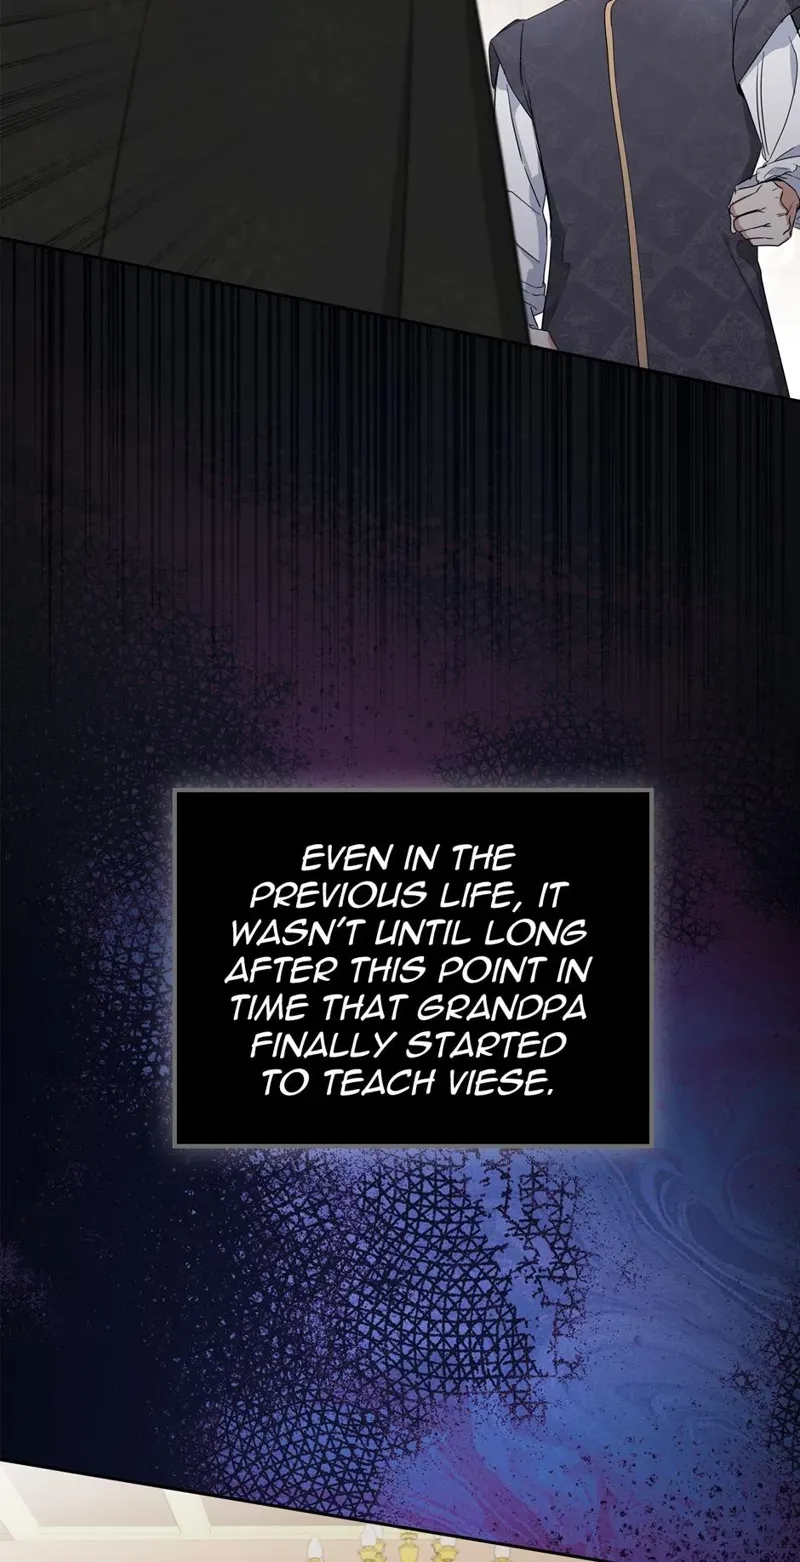 EVEN IN THE
PREVIOUS LIFE, IT
WASN'T UNTIL LONG
AFTER THIS POINT IN
TIME THAT GRANDPA
FINALLY STARTED
TO TEACH VIESE.